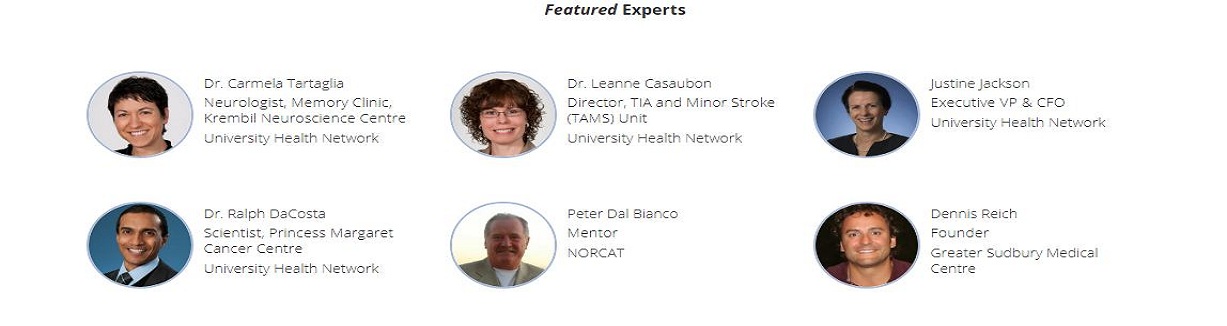 Featured Experts
Dr. Carmela Tartaglia
Neurologist, Memory Clinic,
Krembil Neuroscience Centre
University Health Network
Dr. Leanne Casaubon
Director, TIA and Minor Stroke
(TAMS) Unit
University Health Network
Justine Jackson
Executive VP & CFO
University Health Network
Dr. Ralph DaCosta
Scientist, Princess Margaret
Cancer Centre
University Health Network
Peter Dal Bianco
Mentor
NORCAT
Dennis Reich
Founder
Greater Sudbury Medical
Centre